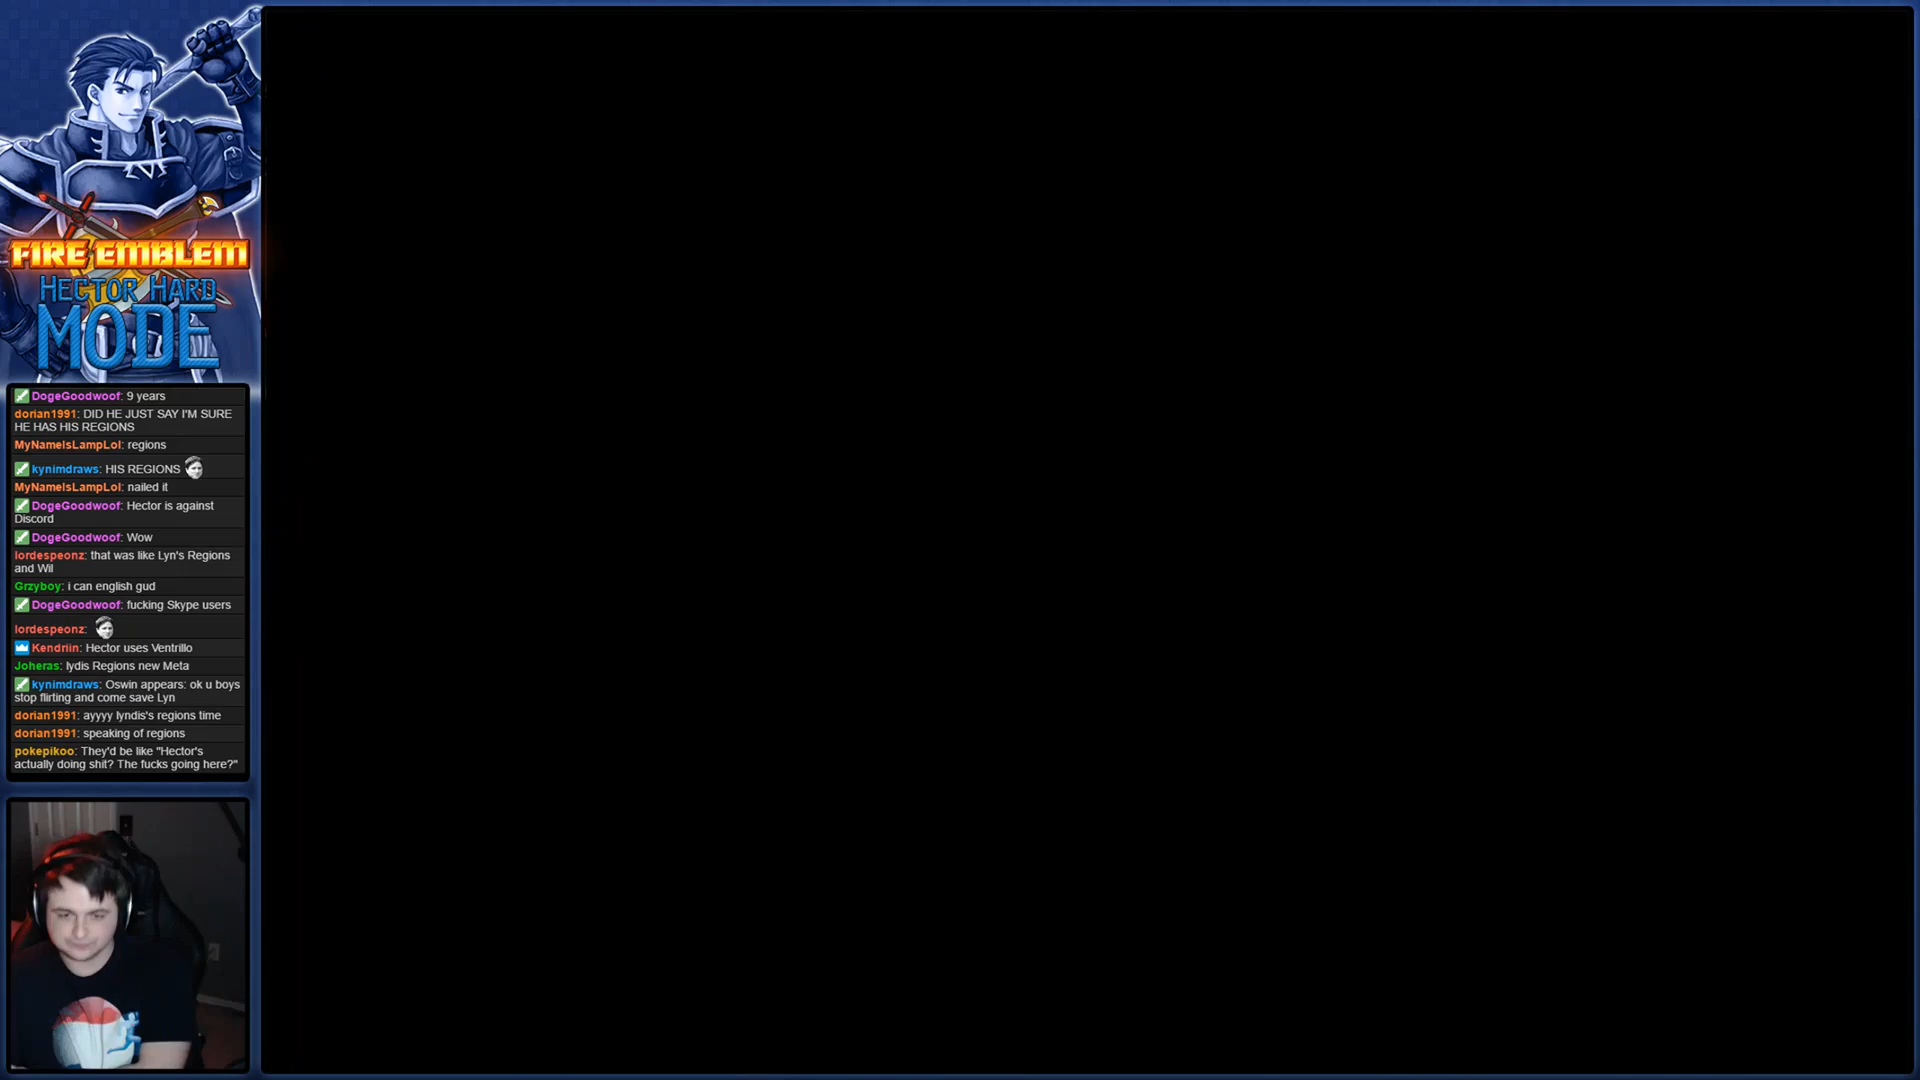 FIRE EMBLEM
HECTOR HARD
MODE
DogeGoodwoof: 9 years
dorian1991: DID HE JUST SAY I'M SURE
HE HAS HIS REGIONS
MyNameIsLampLol: regions
kynimdraws: HIS REGIONS
MyNameIsLampLol: nailed it
DogeGoodwoof: Hector is against
Discord
DogeGoodwoof: Wow
lordespeonz: that was like Lyn's Regions
and Wil
Grzyboy: i can english gud
DogeGoodwoof: fucking Skype users
lordespeonz:
Kendriin: Hector uses Ventrillo
Joheras: lydis Regions new Meta
kynimdraws: Oswin appears: ok u boys
stop flirting and come save Lyn
dorian1991: ayyyy lyndis's regions time
dorian1991: speaking of regions
pokepikoo: They'd be like "Hector's
actually doing shit? The fucks going here?"